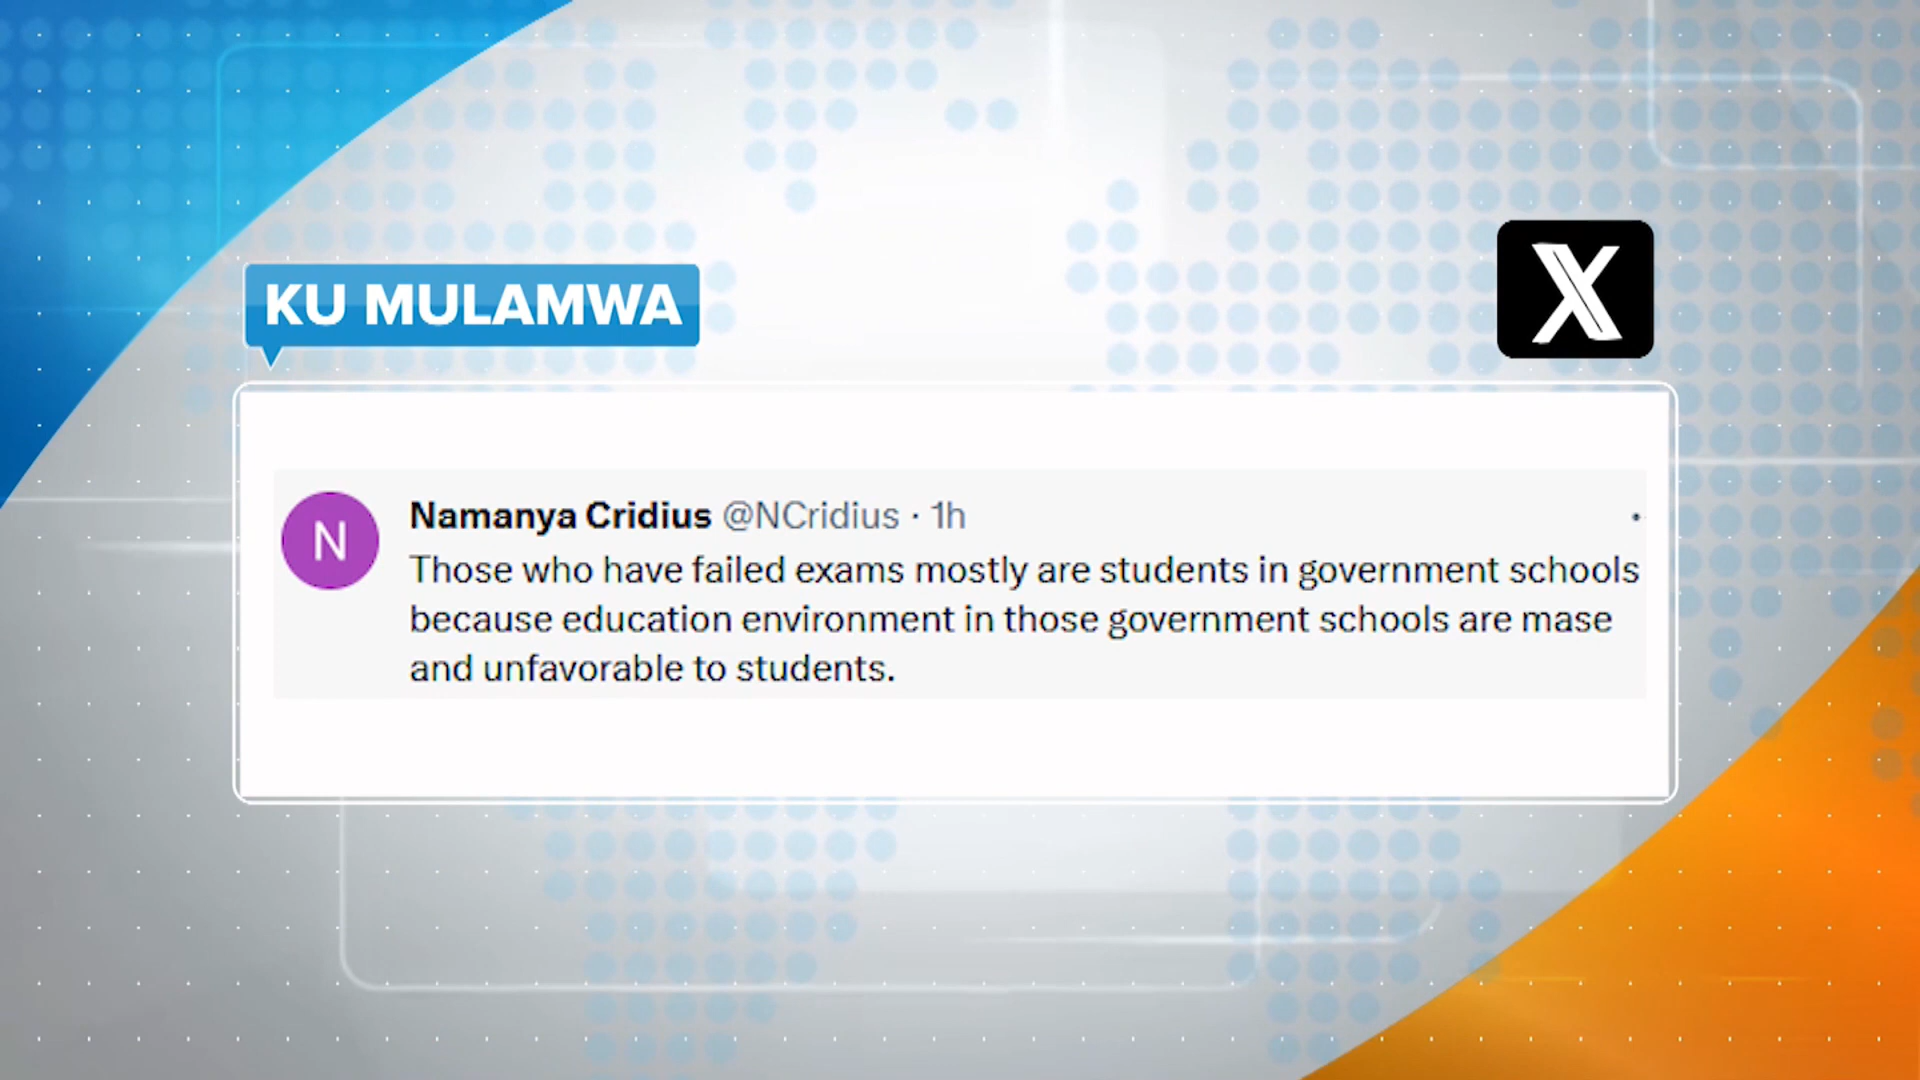 KU MULAMWA
X
N
Namanya Cridius @NCridius · 1h
Those who have failed exams mostly are students in government schools
because education environment in those government schools are mase
and unfavorable to students.